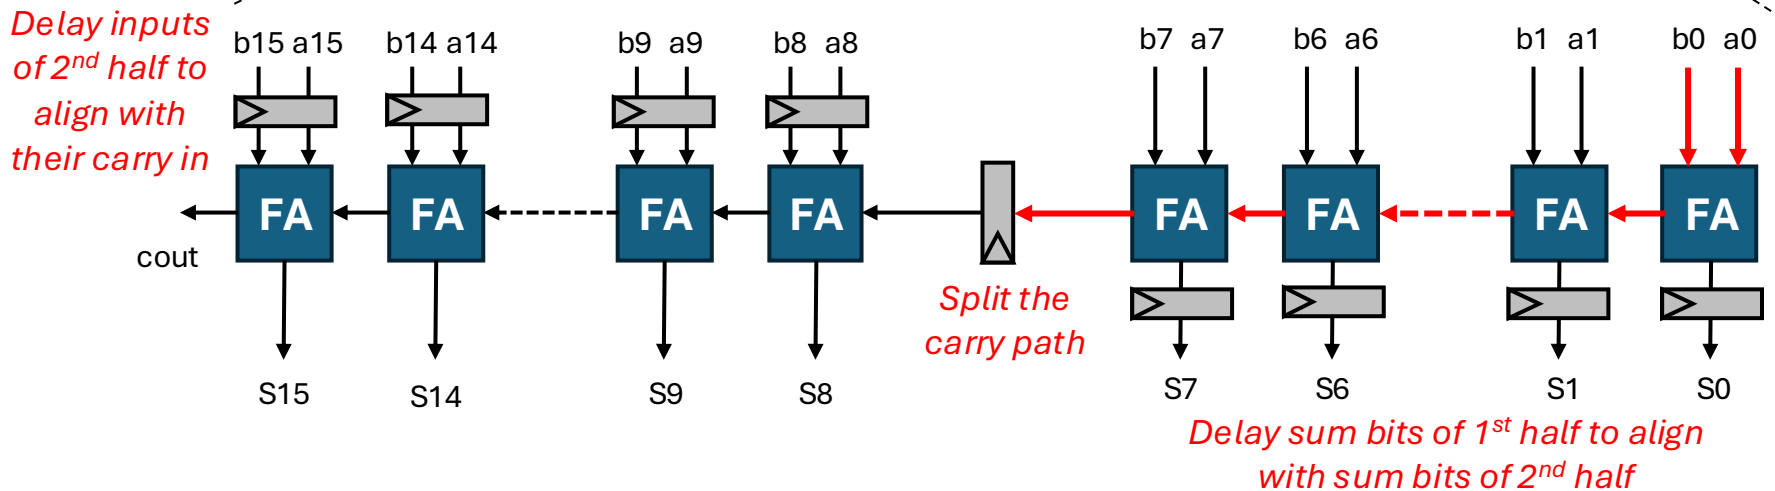 Delay inputs
of 2nd half to
align with
their carry in
b15 a15
b14 a14
b9 a9
b8 a8
b7 a7
b6 a6
b1 a1
b0 a0
FA
FA
FA
FA
FA
FA
FA
FA
cout
Split the
carry path
S15
S14
S9
S8
S7
S6
S1
S0
Delay sum bits of 1st half to align
with sum bits of 2nd half